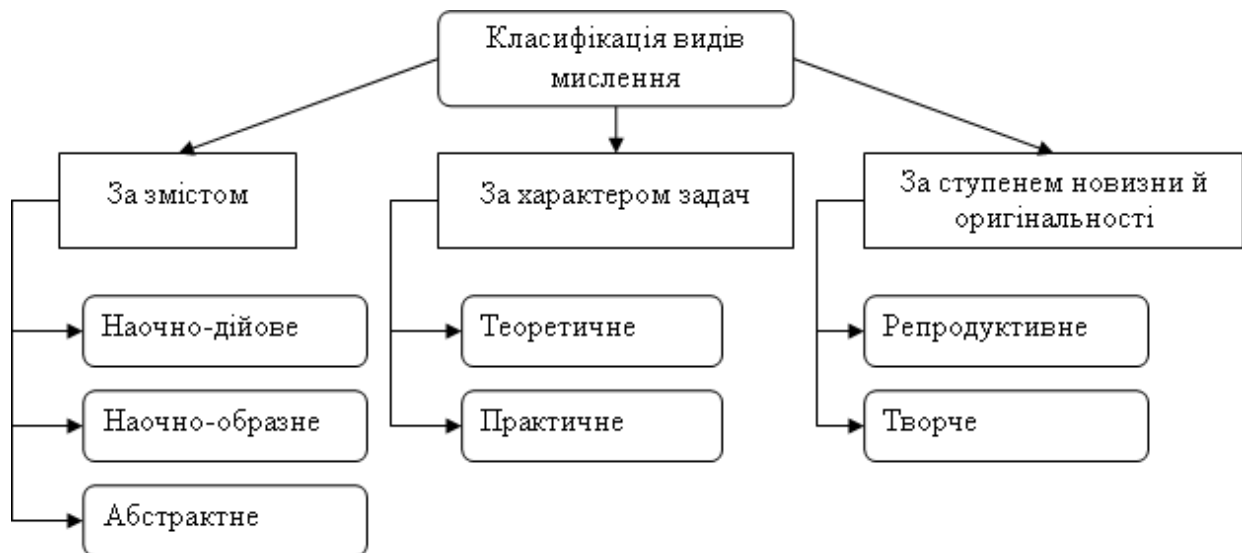 Класифікація видів
мислення
За змістом
За характером задач
За ступенем новизни й
оригінальності
Наочно-дійове
Теоретичне
Репродуктивне
Наочно-образне
Практичне
Творче
Абстрактне